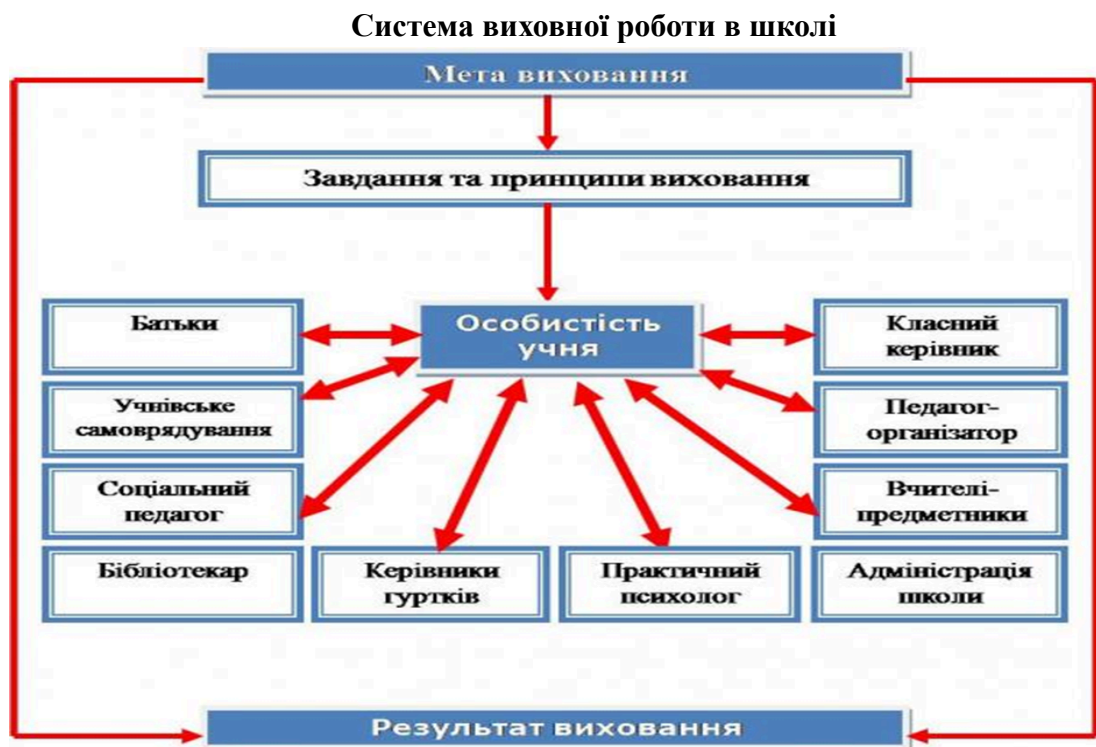 Система виховної роботи в школі
Мета виховання
Завдання та принципи виховання
Батьки
Особистість
учня
Класний
керівник
Учнівське
самоврядування
Педагог-
організатор
Соціальний
педагог
Вчителі-
предметники
Бібліотекар
Керівники
гуртків
Практичний
психолог
Адміністрація
школи
Результат виховання